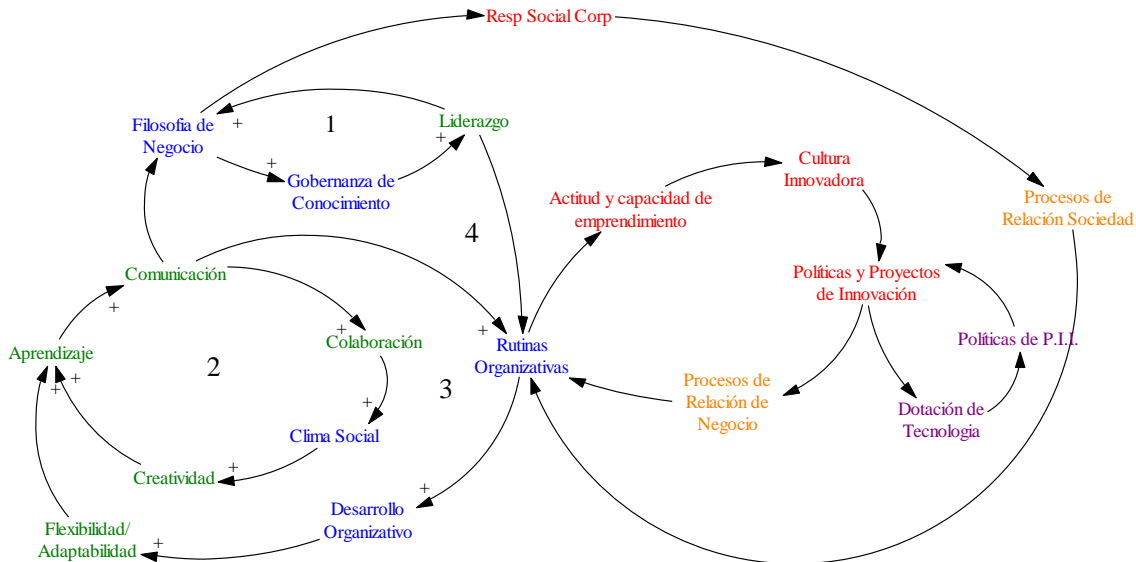 Resp Social Corp
Filosofia de
Negocio
+
1
Liderazgo
+
+
Gobernanza de
Conocimiento
Cultura
Innovadora
Actitud y capacidad de
emprendimiento
Procesos de
Relación Sociedad
4
Comunicación
+
Políticas y Proyectos
de Innovación
+
Colaboración
+
Rutinas
Organizativas
Políticas de P.I.I.
Aprendizaje
+
+
2
3
Procesos de
Relación de
Negocio
Dotación de
Tecnologia
+
Clima Social
+
Creatividad
+
Desarrollo
Organizativo
Flexibilidad/
Adaptabilidad
+